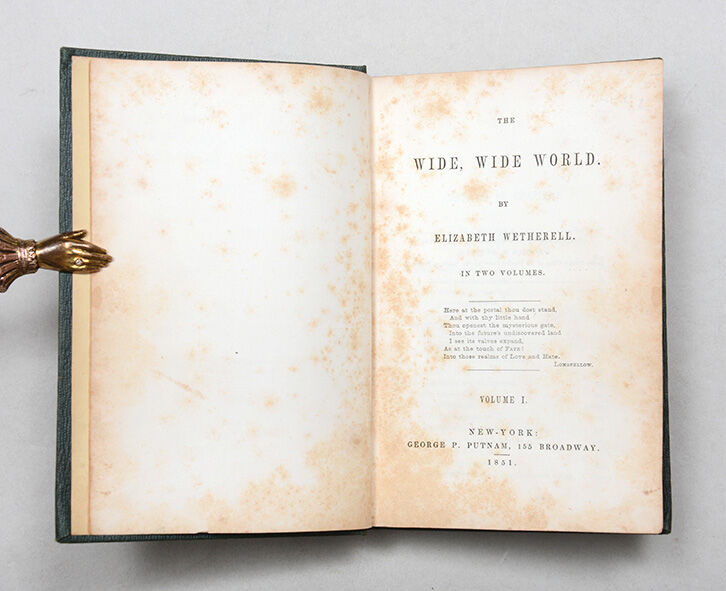 THE
WIDE, WIDE WORLD.
BY
ELIZABETH WETHERELL.
IN TWO VOLUMES.
Here at the portal thou dost stand,
And with thy little hand
Thou openest the mysterious gate,
Into the future's undiscovered land
I see its valves expand,
As at the touch of FATE!
Into those realms of Love and Hate.
LONGFELLOW.
VOLUME I.
NEW-YORK:
GEORGE P. PUTNAM, 155 BROADWAY.
1851.